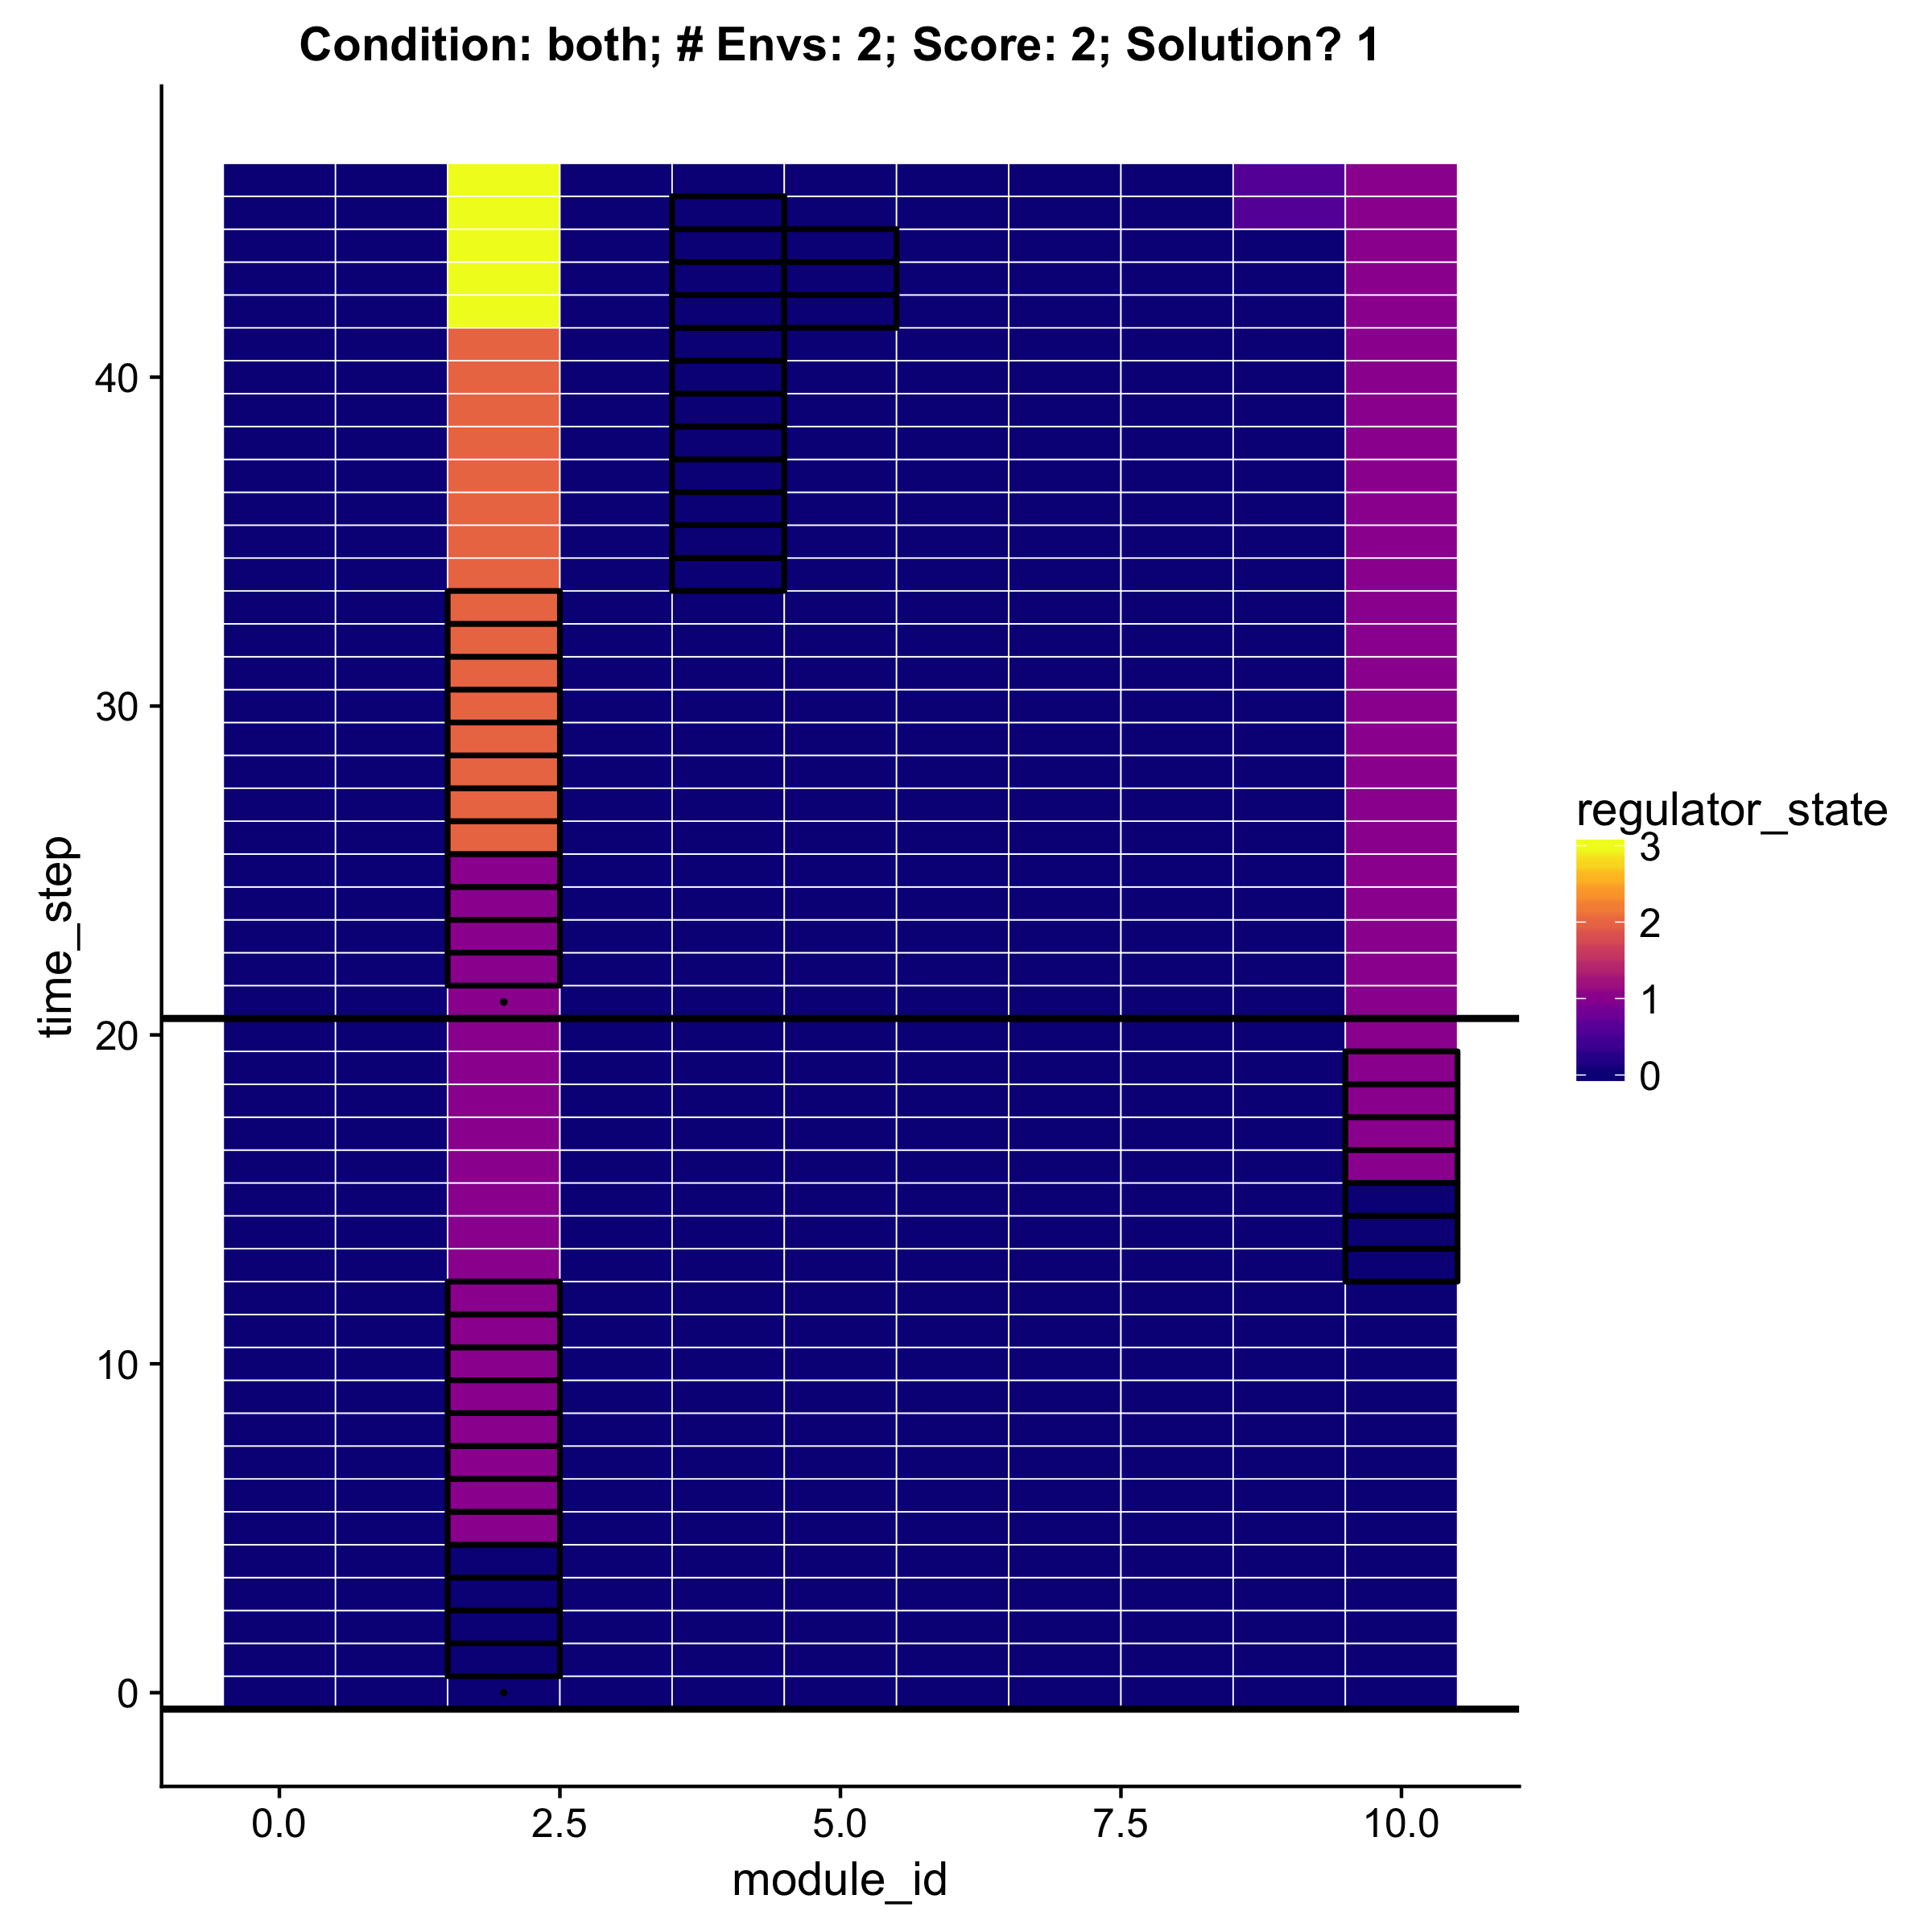 Condition: both; # Envs: 2; Score: 2; Solution? 1
time_step
40
30
20
10
0
0.0 2.5 5.0 7.5 10.0
module_id
regulator_state
3
2
1
0